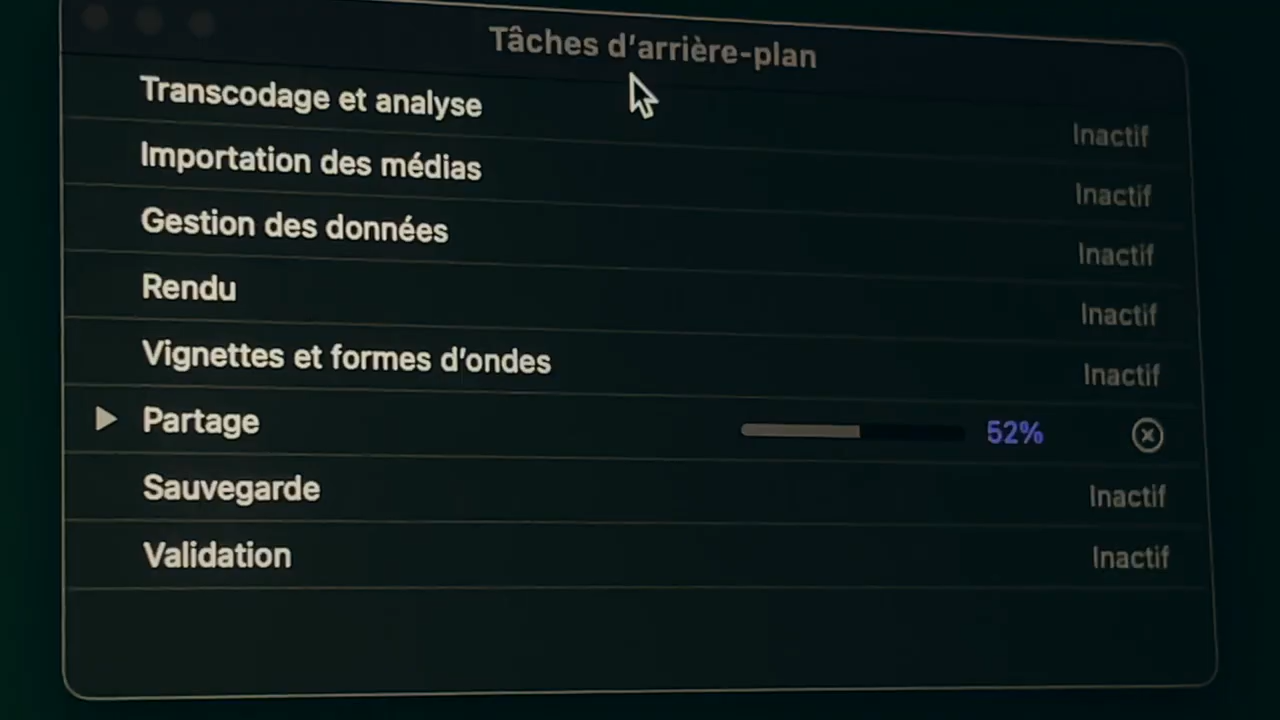 Tâches d'arrière-plan
Transcodage et analyse Inactif
Importation des médias Inactif
Gestion des données Inactif
Rendu Inactif
Vignettes et formes d'ondes Inactif
Partage 52%
Sauvegarde Inactif
Validation Inactif